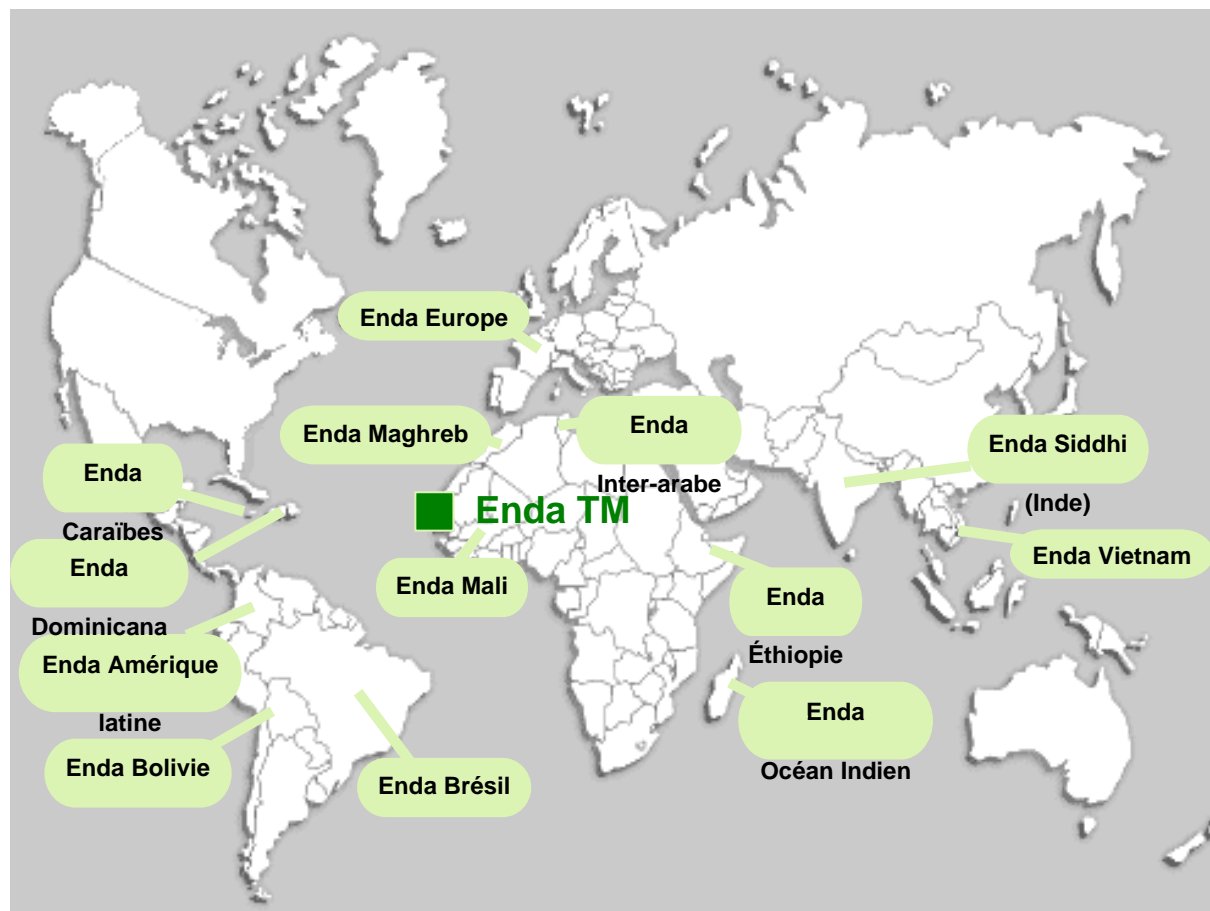 Enda Europe
Enda Maghreb
Enda
Inter-arabe
Enda Siddhi
(Inde)
Enda
Caraïbes
Enda TM
Enda Vietnam
Enda
Dominicana
Enda Mali
Enda
Éthiopie
Enda Amérique
latine
Enda
Océan Indien
Enda Bolivie
Enda Brésil